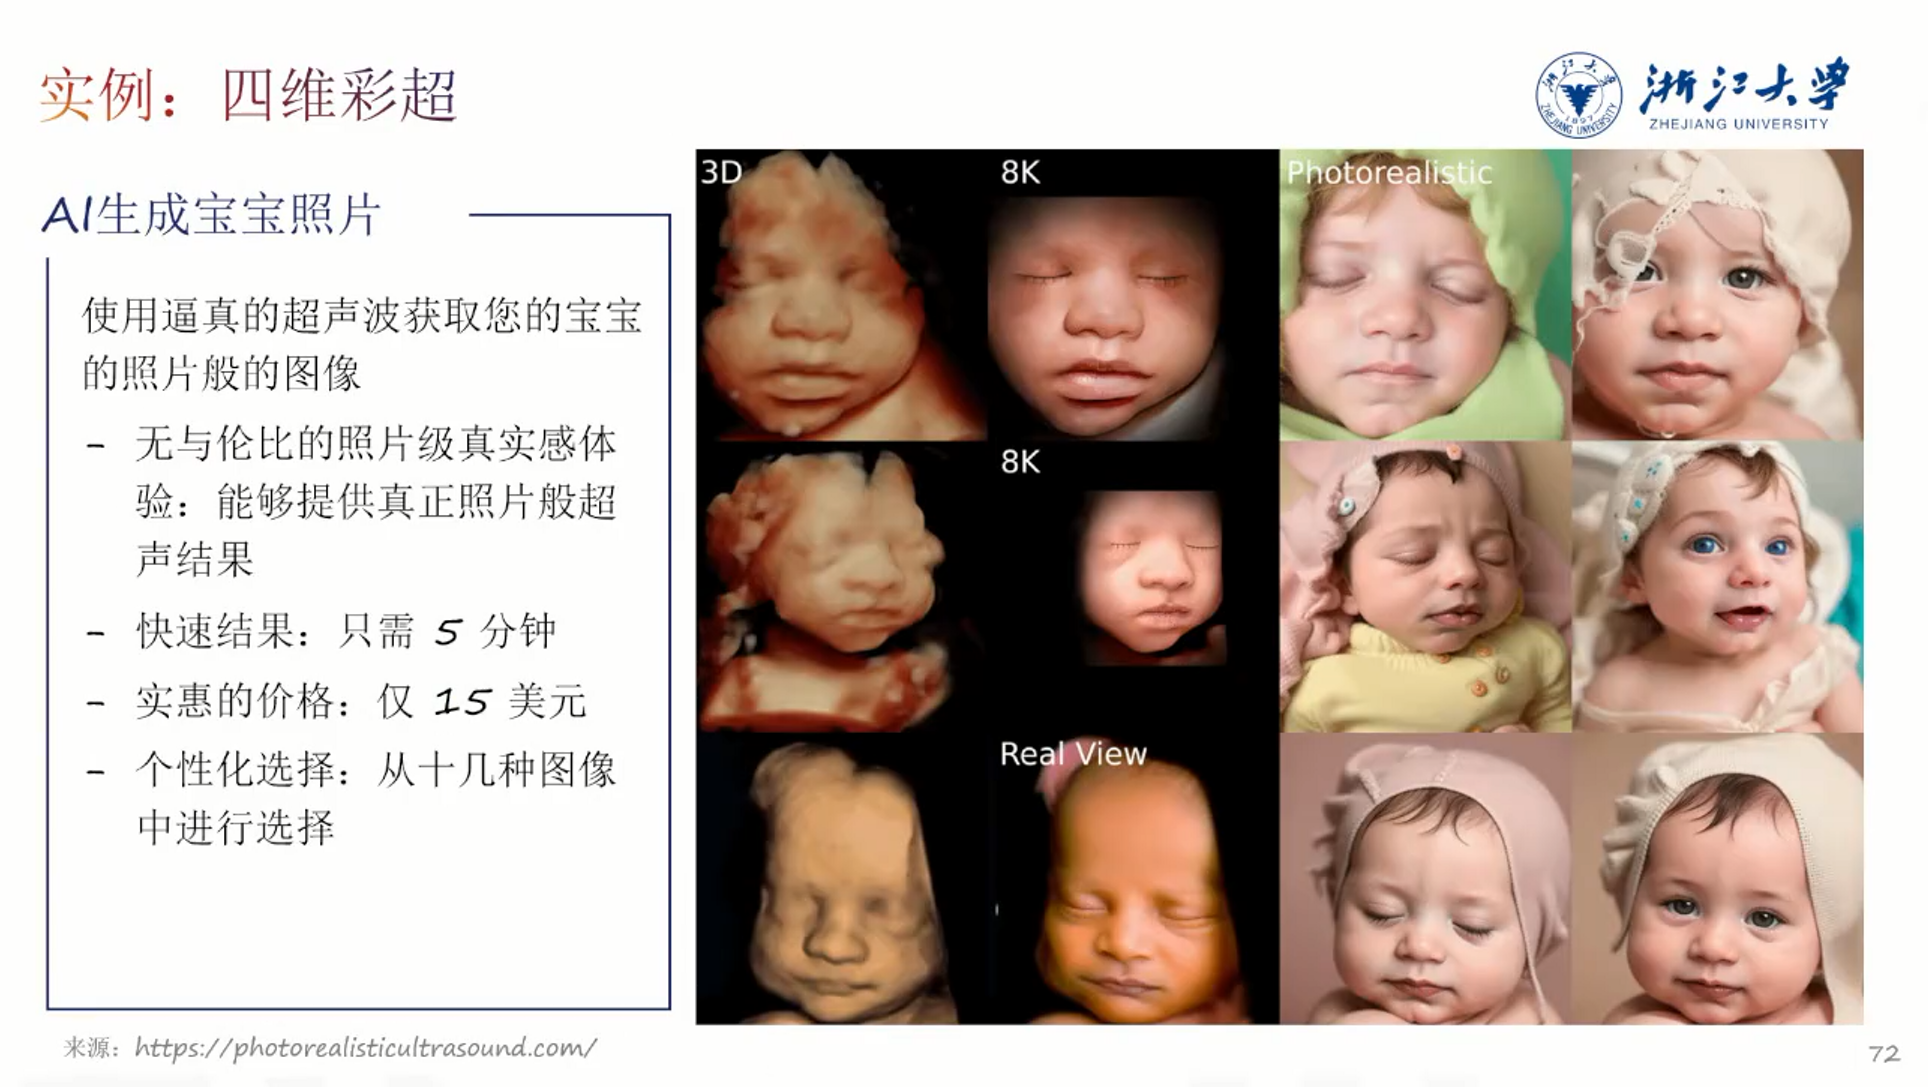 实例：四维彩超
浙江大学
ZHEJIANG UNIVERSITY
AI生成宝宝照片
使用逼真的超声波获取您的宝宝
的照片般的图像
- 无与伦比的照片级真实感体
验：能够提供真正照片般超
声结果
- 快速结果：只需 5 分钟
- 实惠的价格：仅 15 美元
- 个性化选择：从十几种图像
中进行选择
3D
8K
Photorealistic
8K
Real View
来源：https://photorealisticultrasound.com/
72